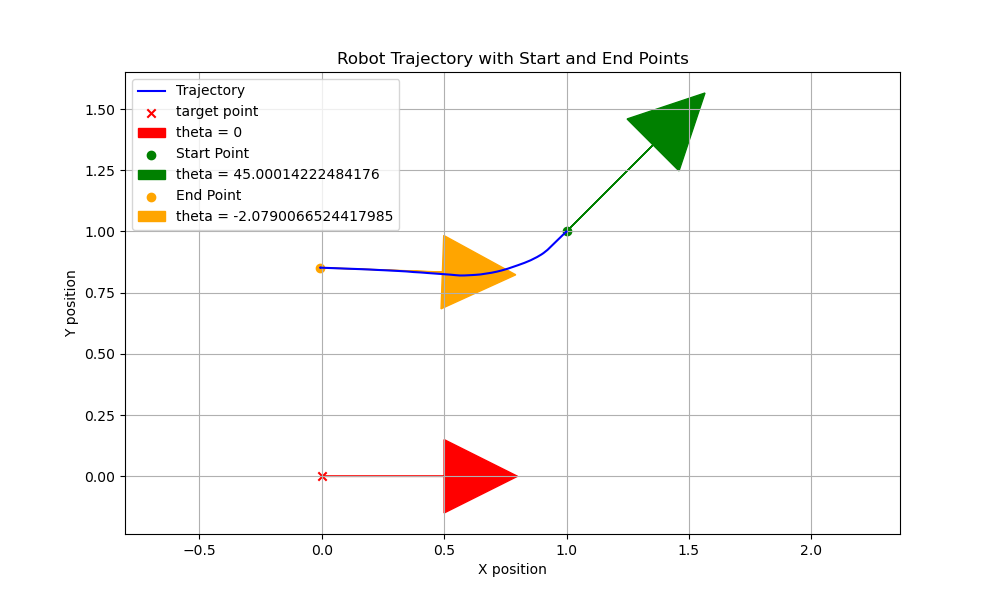 Robot Trajectory with Start and End Points
Trajectory
target point
theta = 0
Start Point
theta = 45.00014222484176
End Point
theta = -2.0790066524417985
1.50
1.25
1.00
0.75
0.50
0.25
0.00
Y position
−0.5 0.0 0.5 1.0 1.5 2.0
X position